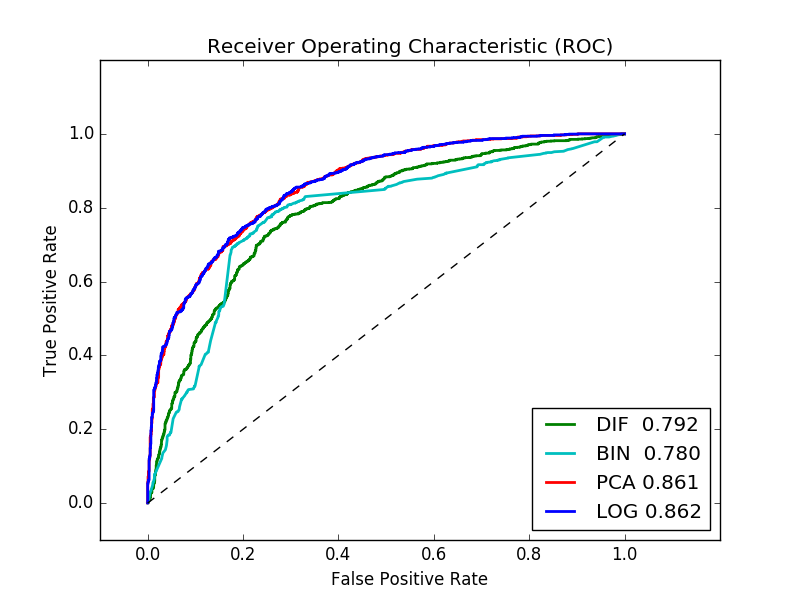 Receiver Operating Characteristic (ROC)
True Positive Rate
1.0
0.8
0.6
0.4
0.2
0.0
DIF 0.792
BIN 0.780
PCA 0.861
LOG 0.862
0.0 0.2 0.4 0.6 0.8 1.0
False Positive Rate